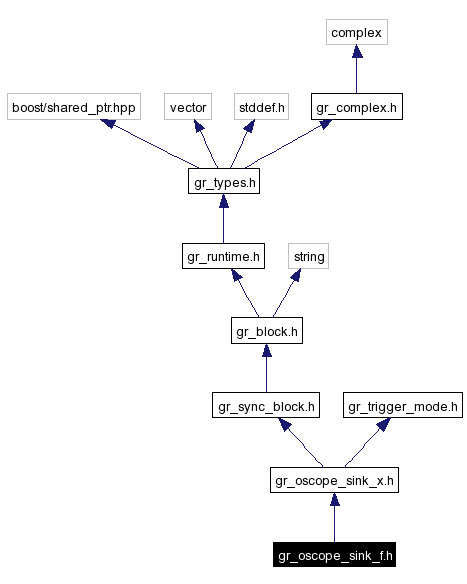 complex
boost/shared_ptr.hpp vector stddef.h gr_complex.h
gr_types.h
gr_runtime.h string
gr_block.h
gr_sync_block.h gr_trigger_mode.h
gr_oscope_sink_x.h
gr_oscope_sink_f.h